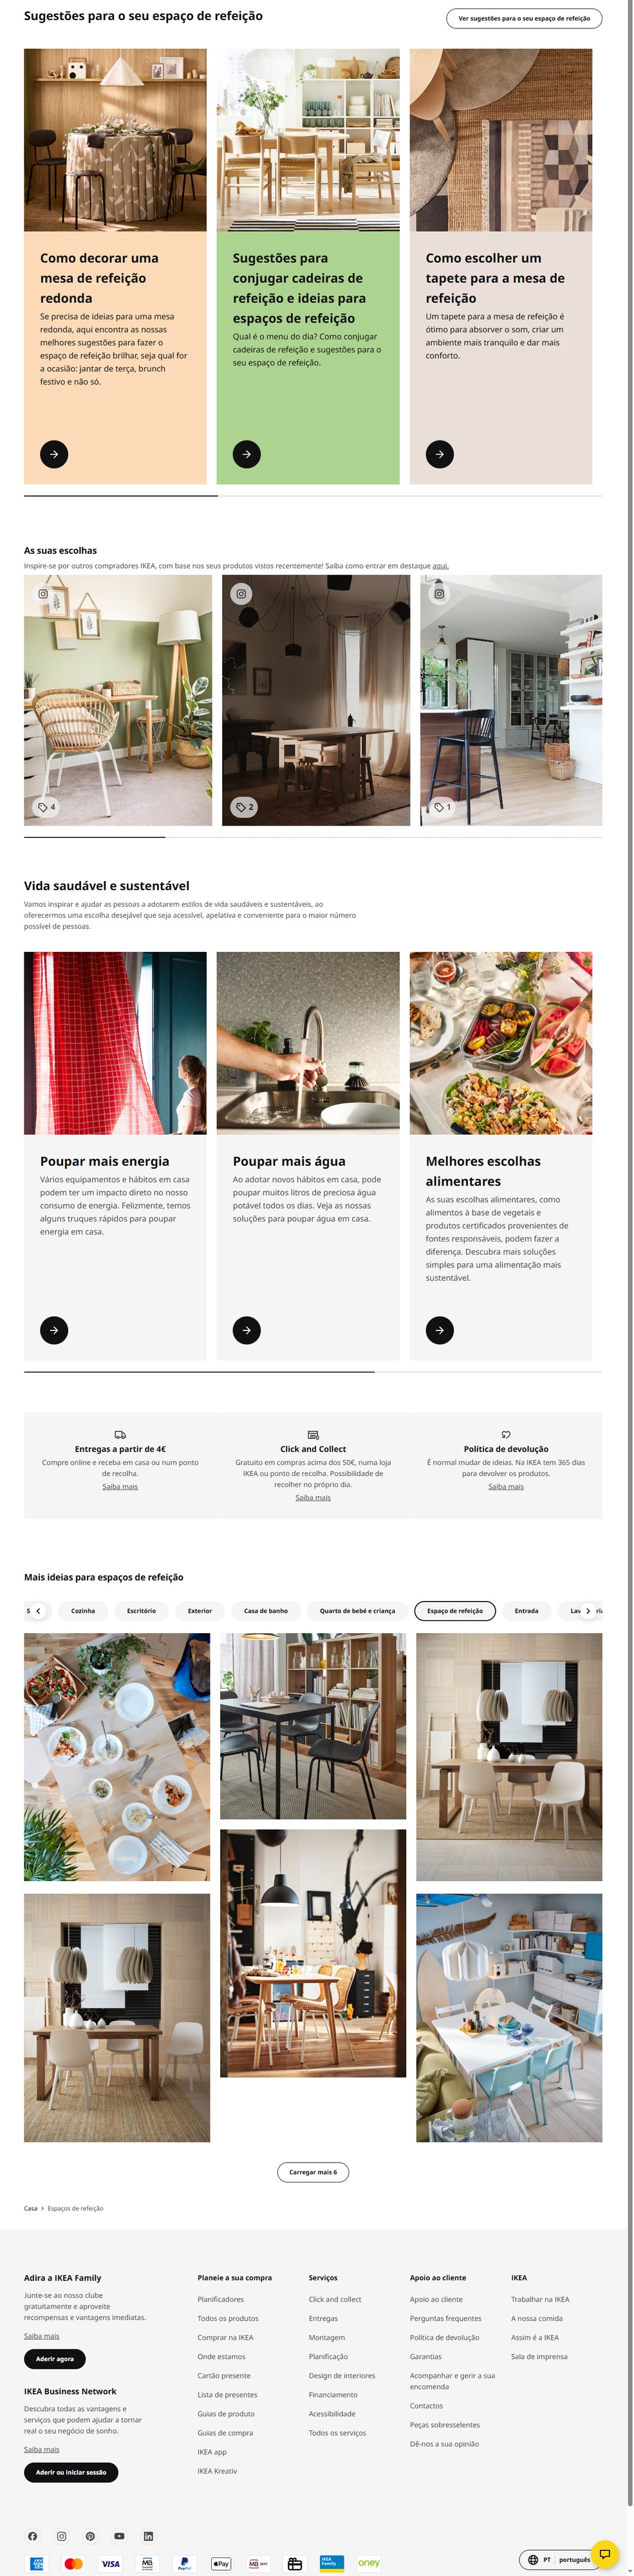 Sugestões para o seu espaço de refeição
Ver sugestões para o seu espaço de refeição
Como decorar uma
mesa de refeição
redonda
Se precisa de ideias para uma mesa
redonda, aqui encontra as nossas
melhores sugestões para fazer o
espaço de refeição brilhar, seja qual for
a ocasião: jantar de terça, brunch
festivo e não só.
Sugestões para
conjugar cadeiras de
refeição e ideias para
espaços de refeição
Qual é o menu do dia? Como conjugar
cadeiras de refeição e sugestões para o
seu espaço de refeição.
Como escolher um
tapete para a mesa de
refeição
Um tapete para a mesa de refeição é
ótimo para absorver o som, criar um
ambiente mais tranquilo e dar mais
conforto.
As suas escolhas
Inspire-se por outros compradores IKEA, com base nos seus produtos vistos recentemente! Saiba como entrar em destaque aqui.
4
2
1
Vida saudável e sustentável
Vamos inspirar e ajudar as pessoas a adotarem estilos de vida saudáveis e sustentáveis, ao
oferecermos uma escolha desejável que seja acessível, apelativa e conveniente para o maior número
possível de pessoas.
Poupar mais energia
Vários equipamentos e hábitos em casa
podem ter um impacto direto no nosso
consumo de energia. Felizmente, temos
alguns truques rápidos para poupar
energia em casa.
Poupar mais água
Ao adotar novos hábitos em casa, pode
poupar muitos litros de preciosa água
potável todos os dias. Veja as nossas
soluções para poupar água em casa.
Melhores escolhas
alimentares
As suas escolhas alimentares, como
alimentos à base de vegetais e
produtos certificados provenientes de
fontes responsáveis, podem fazer a
diferença. Descubra mais soluções
simples para uma alimentação mais
sustentável.
Entregas a partir de 4€
Compre online e receba em casa ou num ponto
de recolha.
Saiba mais
Click and Collect
Gratuito em compras acima dos 50€, numa loja
IKEA ou ponto de recolha. Possibilidade de
recolher no próprio dia.
Saiba mais
Política de devolução
É normal mudar de ideias. Na IKEA tem 365 dias
para devolver os produtos.
Saiba mais
Mais ideias para espaços de refeição
Cozinha
Escritório
Exterior
Casa de banho
Quarto de bebé e criança
Espaço de refeição
Entrada
Carregar mais 6
Casa
Espaços de refeição
Adira a IKEA Family
Junte-se ao nosso clube
gratuitamente e aproveite
recompensas e vantagens imediatas.
Saiba mais
Aderir agora
IKEA Business Network
Descubra todas as vantagens e
serviços que podem ajudar a tornar
real o seu negócio de sonho.
Saiba mais
Aderir ou Iniciar sessão
Planeie a sua compra
Planificadores
Todos os produtos
Comprar na IKEA
Onde estamos
Cartão presente
Lista de presentes
Guias de produto
Guias de compra
IKEA app
IKEA Kreativ
Serviços
Click and collect
Entregas
Montagem
Planificação
Design de interiores
Financiamento
Acessibilidade
Todos os serviços
Apoio ao cliente
Apoio ao cliente
Perguntas frequentes
Política de devolução
Garantias
Acompanhar e gerir a sua
encomenda
Contactos
Peças sobresselentes
Dê-nos a sua opinião
IKEA
Trabalhar na IKEA
A nossa comida
Assim é a IKEA
Sala de imprensa
VISA
MB
PayPal
Pay
MB WAY
IKEA
Family
oney
PT
português